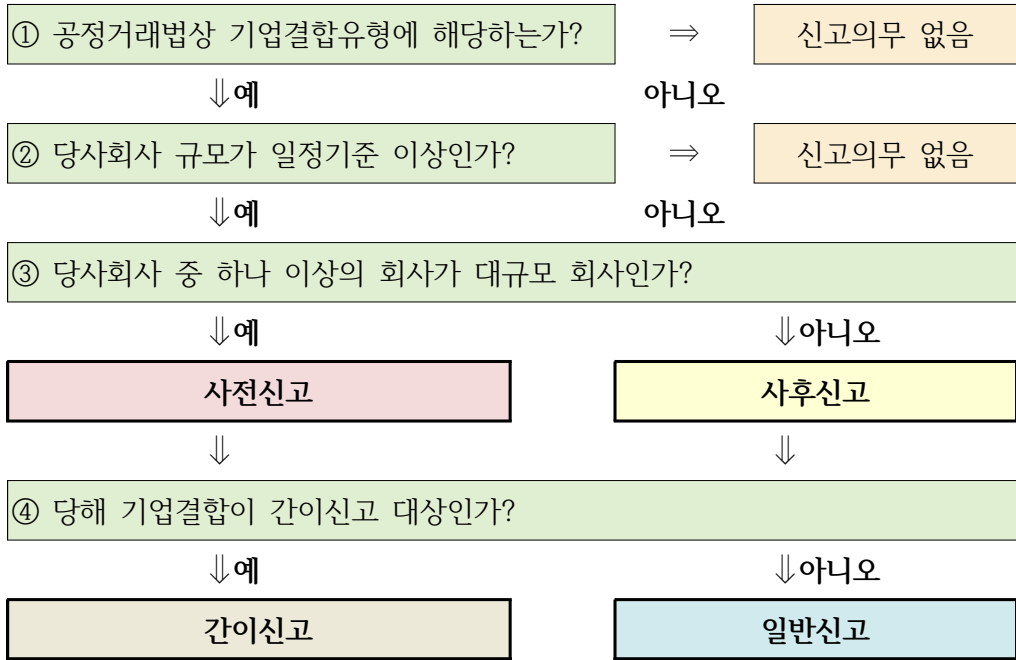 ① 공정거래법상 기업결합유형에 해당하는가? ⇒ 신고의무 없음
⇓예 아니오
② 당사회사 규모가 일정기준 이상인가? ⇒ 신고의무 없음
⇓예 아니오
③ 당사회사 중 하나 이상의 회사가 대규모 회사인가?
⇓예 ⇓아니오
사전신고 사후신고
⇓ ⇓
④ 당해 기업결합이 간이신고 대상인가?
⇓예 ⇓아니오
간이신고 일반신고